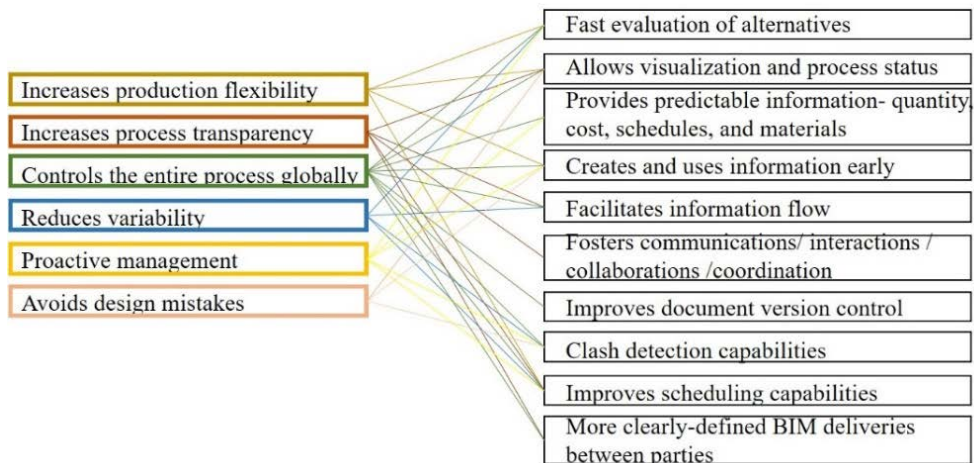 Increases production flexibility
Increases process transparency
Controls the entire process globally
Reduces variability
Proactive management
Avoids design mistakes
Fast evaluation of alternatives
Allows visualization and process status
Provides predictable information- quantity,
cost, schedules, and materials
Creates and uses information early
Facilitates information flow
Fosters communications/ interactions /
collaborations /coordination
Improves document version control
Clash detection capabilities
Improves scheduling capabilities
More clearly-defined BIM deliveries
between parties